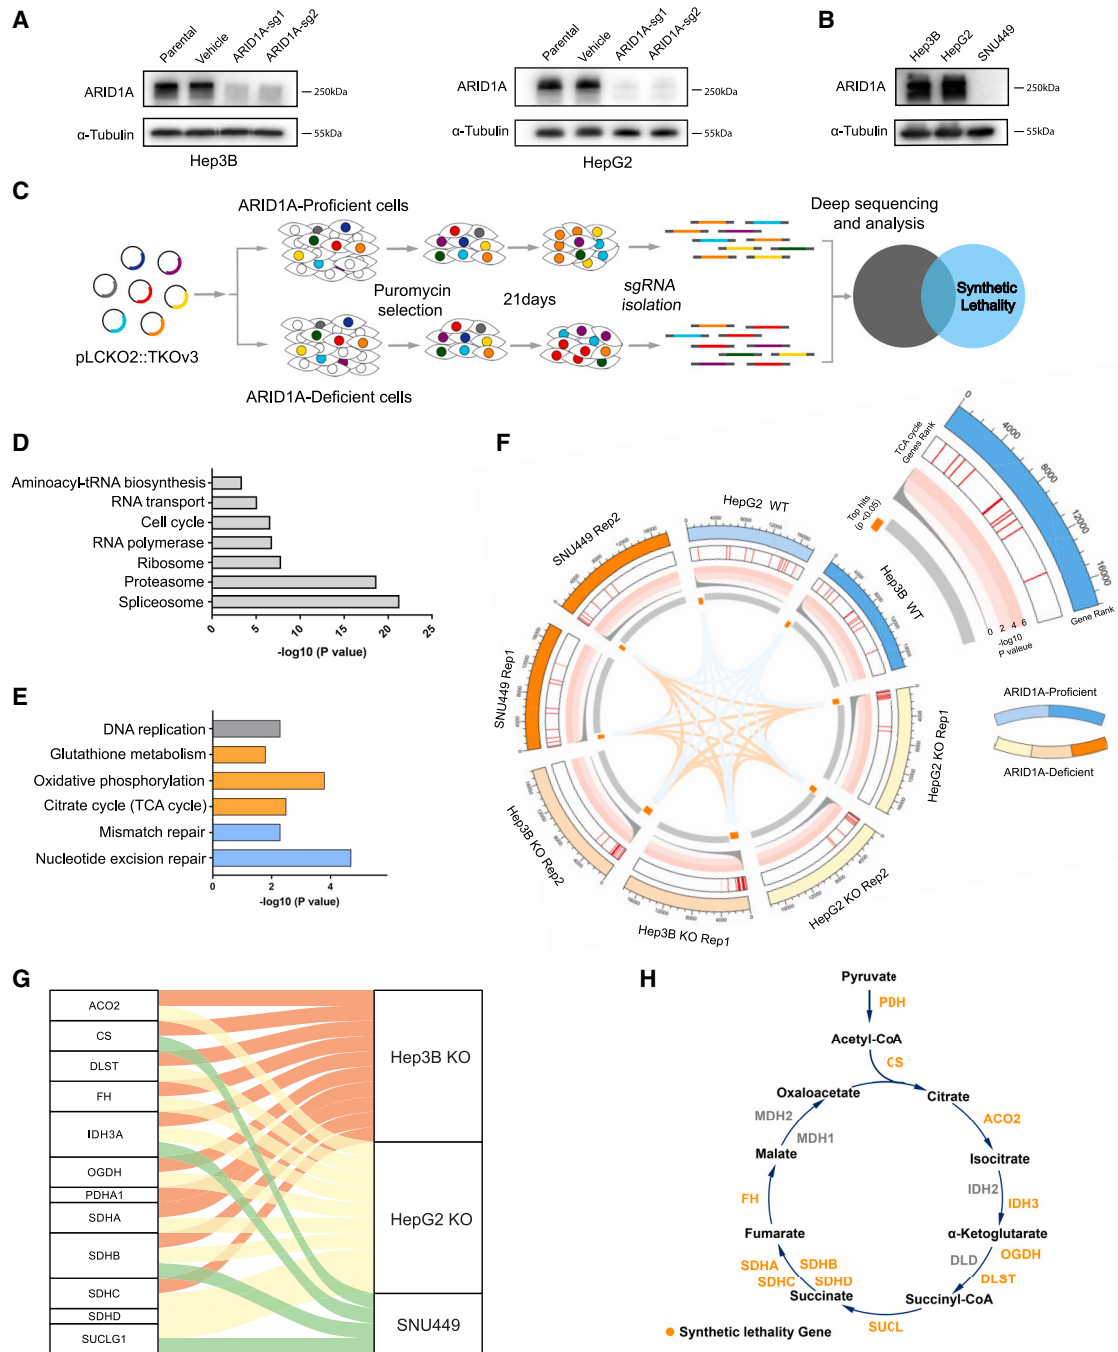 A
Parental
Vehicle
ARID1A-sg1
ARID1A-sg2
ARID1A
250kDa
α-Tubulin
55kDa
Hep3B
Parental
Vehicle
ARID1A-sg1
ARID1A-sg2
ARID1A
250kDa
α-Tubulin
55kDa
HepG2
B
Hep3B
HepG2
SNU449
ARID1A
250kDa
α-Tubulin
55kDa
C
ARID1A-Proficient cells
Deep sequencing
and analysis
Puromycin
selection
21days
sgRNA
isolation
Synthetic
Lethality
pLCKO2::TKOv3
ARID1A-Deficient cells
D
Aminoacyl-tRNA biosynthesis
RNA transport
Cell cycle
RNA polymerase
Ribosome
Proteasome
Spliceosome
0 5 10 15 20 25
-log10 (P value)
E
DNA replication
Glutathione metabolism
Oxidative phosphorylation
Citrate cycle (TCA cycle)
Mismatch repair
Nucleotide excision repair
0 2 4
-log10 (P value)
F
HepG2 WT
Hep3B WT
HepG2 KO Rep1
HepG2 KO Rep2
Hep3B KO Rep1
Hep3B KO Rep2
SNU449 Rep1
SNU449 Rep2
TCA cycle
Genes Rank
Top hits
(p <0.05)
0 4000 8000 12000 16000
Gene Rank
0 2 4 6
-log10
P valeue
ARID1A-Proficient
ARID1A-Deficient
G
ACO2
CS
DLST
FH
IDH3A
OGDH
PDHA1
SDHA
SDHB
SDHC
SDHD
SUCLG1
Hep3B KO
HepG2 KO
SNU449
H
Pyruvate
PDH
Acetyl-CoA
CS
Oxaloacetate
Citrate
MDH2
MDH1
ACO2
Malate
Isocitrate
IDH2
IDH3
FH
Fumarate
α-Ketoglutarate
DLD
OGDH
SDHA
SDHB
DLST
SDHC
SDHD
Succinate
Succinyl-CoA
SUCL
Synthetic lethality Gene